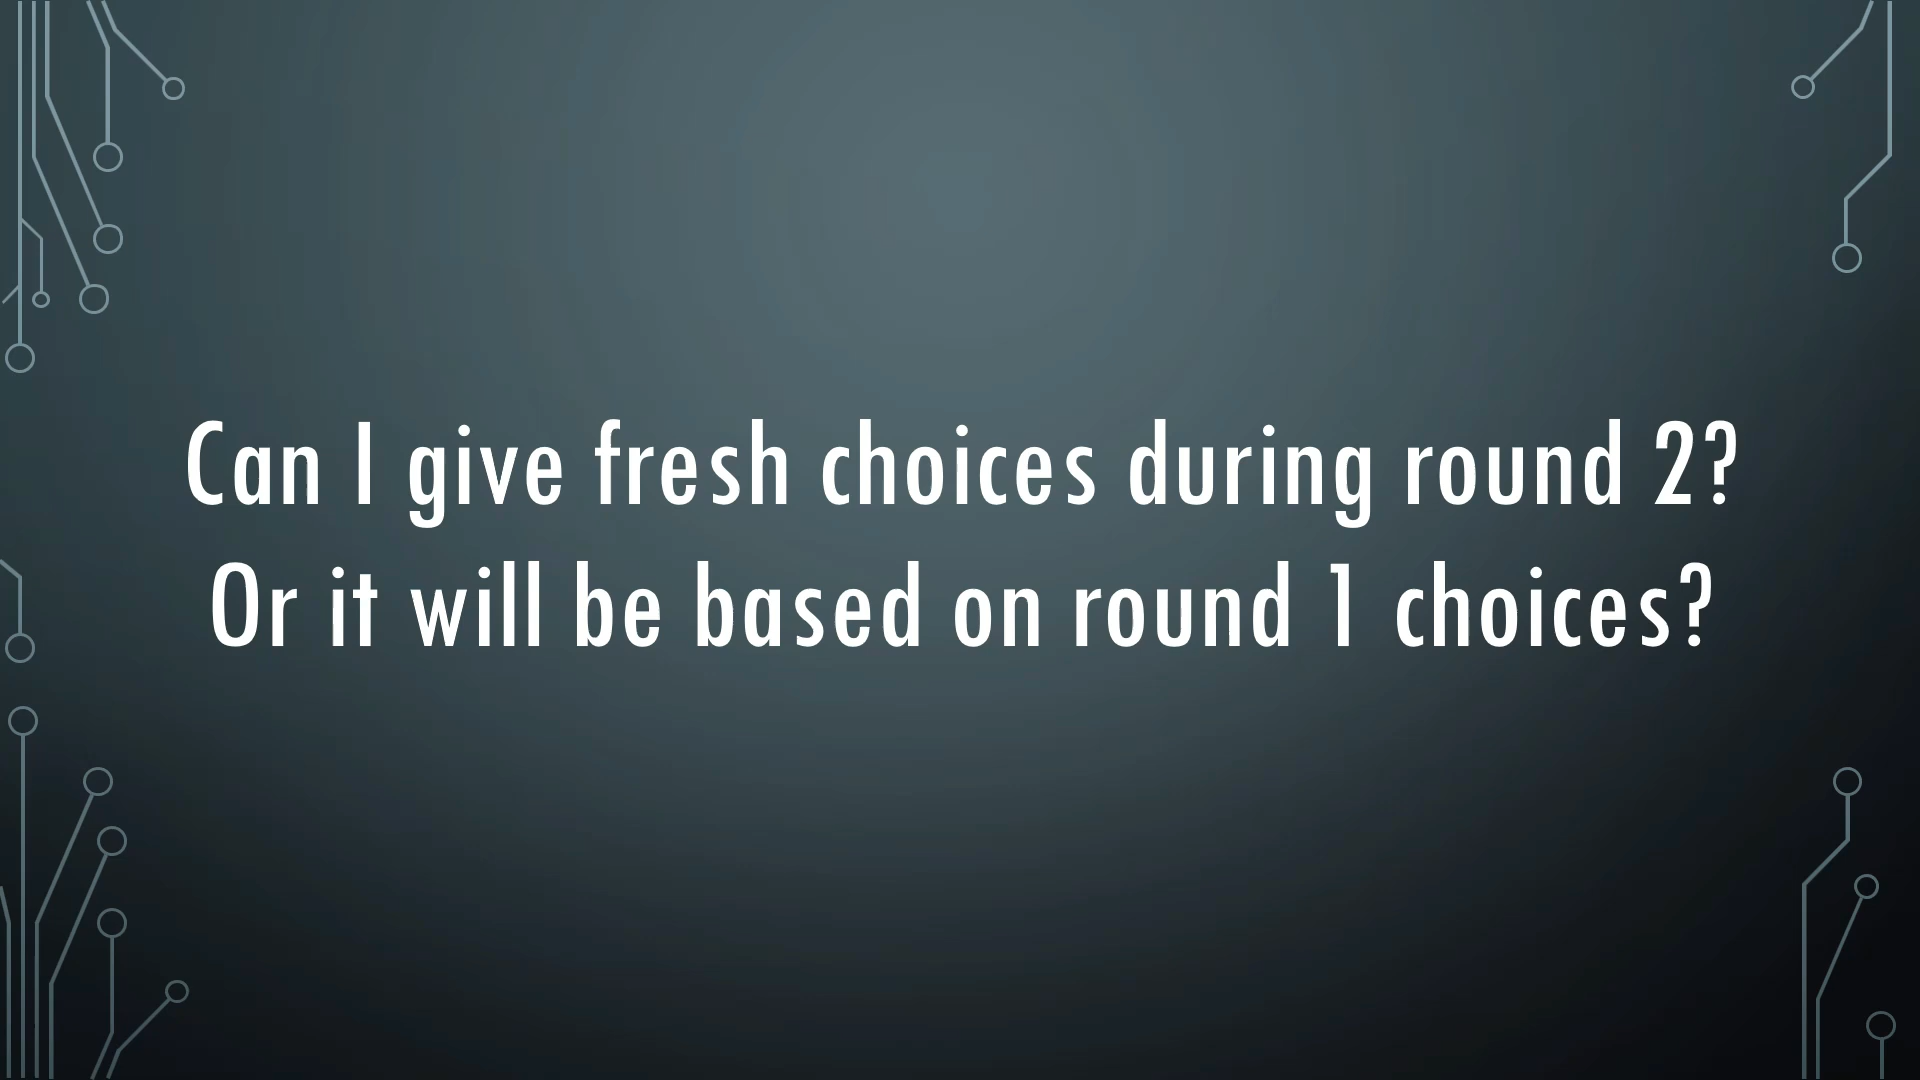 Can I give fresh choices during round 2?
Or it will be based on round 1 choices?